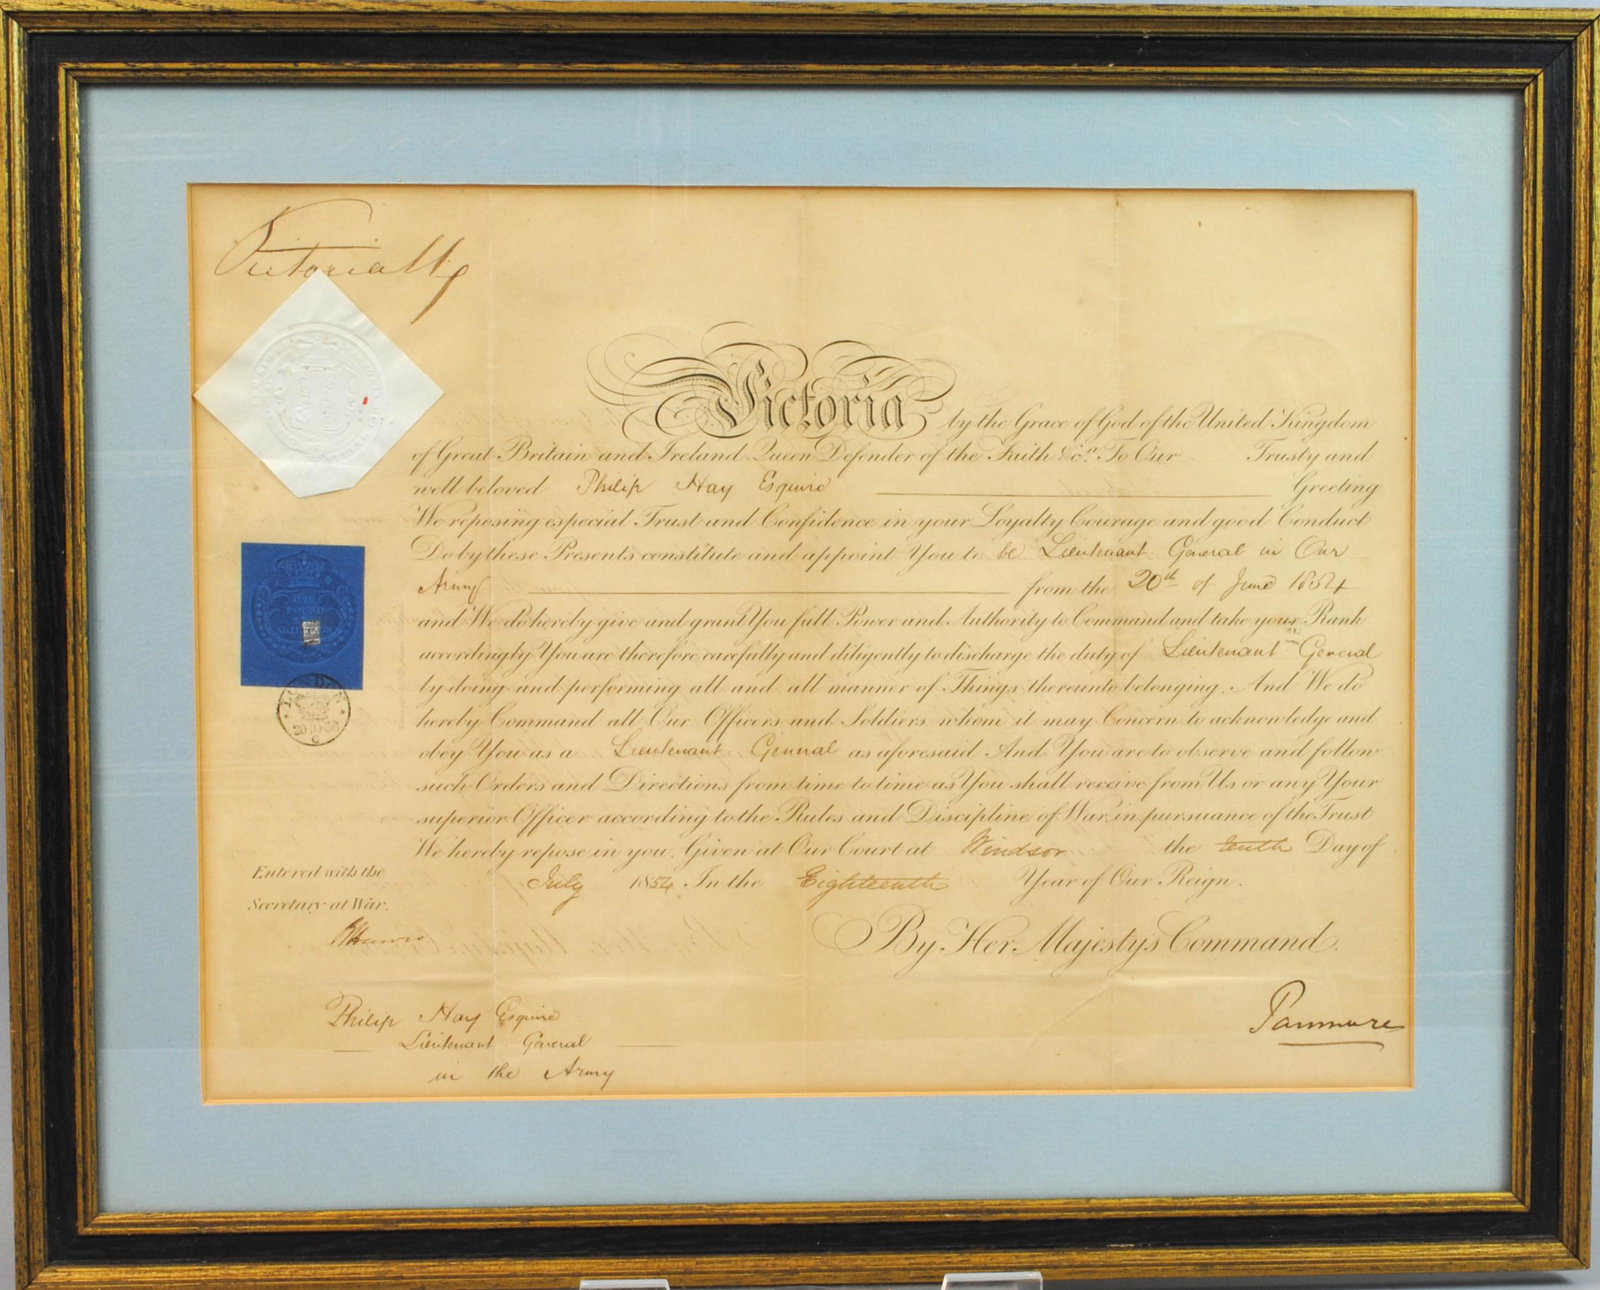 Victoria R
Victoria by the Grace of God of the United Kingdom
of Great Britain and Ireland Queen Defender of the Faith &c.a To Our Trusty and
well beloved Philip Hay Esquire Greeting
We reposing especial Trust and Confidence in your Loyalty Courage and good Conduct
Do by these Presents constitute and appoint You to be Lieutenant General in Our
Army from the 20th of June 1854
and We do hereby give and grant You full Power and Authority to Command and take your Rank
accordingly You are therefore carefully and diligently to discharge the duty of Lieutenant General
by doing and performing all and all manner of Things thereunto belonging. And We do
hereby Command all Our Officers and Soldiers whom it may Concern to acknowledge and
obey You as a Lieutenant General as aforesaid And You are to observe and follow
such Orders and Directions from time to time as You shall receive from Us or any Your
superior Officer according to the Rules and Discipline of War, in pursuance of the Trust
We hereby repose in you. Given at Our Court at Windsor the tenth Day of
July 1854 In the Eighteenth Year of Our Reign.
By Her Majesty's Command.
Panmure
Entered with the
Secretary at War.
Philip Hay Esquire
Lieutenant General
in the Army
POUND
LONDON